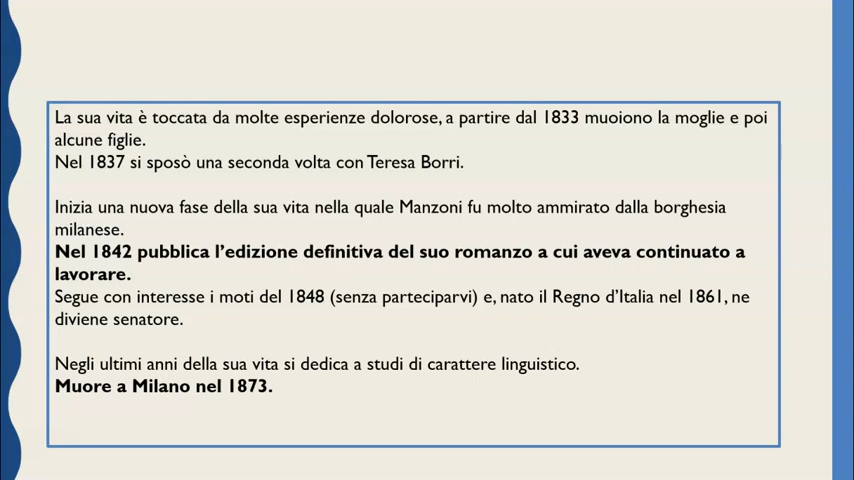 La sua vita è toccata da molte esperienze dolorose, a partire dal 1833 muoiono la moglie e poi
alcune figlie.
Nel 1837 si sposò una seconda volta con Teresa Borri.
Inizia una nuova fase della sua vita nella quale Manzoni fu molto ammirato dalla borghesia
milanese.
Nel 1842 pubblica l’edizione definitiva del suo romanzo a cui aveva continuato a
lavorare.
Segue con interesse i moti del 1848 (senza parteciparvi) e, nato il Regno d’Italia nel 1861, ne
diviene senatore.
Negli ultimi anni della sua vita si dedica a studi di carattere linguistico.
Muore a Milano nel 1873.